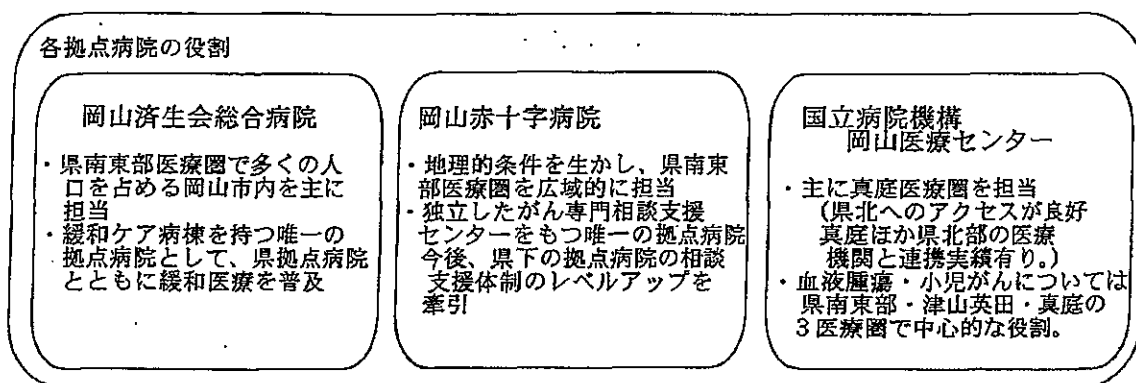 各拠点病院の役割
岡山済生会総合病院
・県南東部医療圏で多くの人
口を占める岡山市内を主に
担当
・緩和ケア病棟を持つ唯一の
拠点病院として、県拠点病院
とともに緩和医療を普及
岡山赤十字病院
・地理的条件を生かし、県南東
部医療圏を広域的に担当
・独立したがん専門相談支援
センターをもつ唯一の拠点病院
今後、県下の拠点病院の相談
支援体制のレベルアップを
牽引
国立病院機構
岡山医療センター
・主に真庭医療圏を担当
(県北へのアクセスが良好
真庭ほか県北部の医療
機関と連携実績有り。)
・血液腫瘍・小児がんについては
県南東部・津山英田・真庭の
3医療圏で中心的な役割。